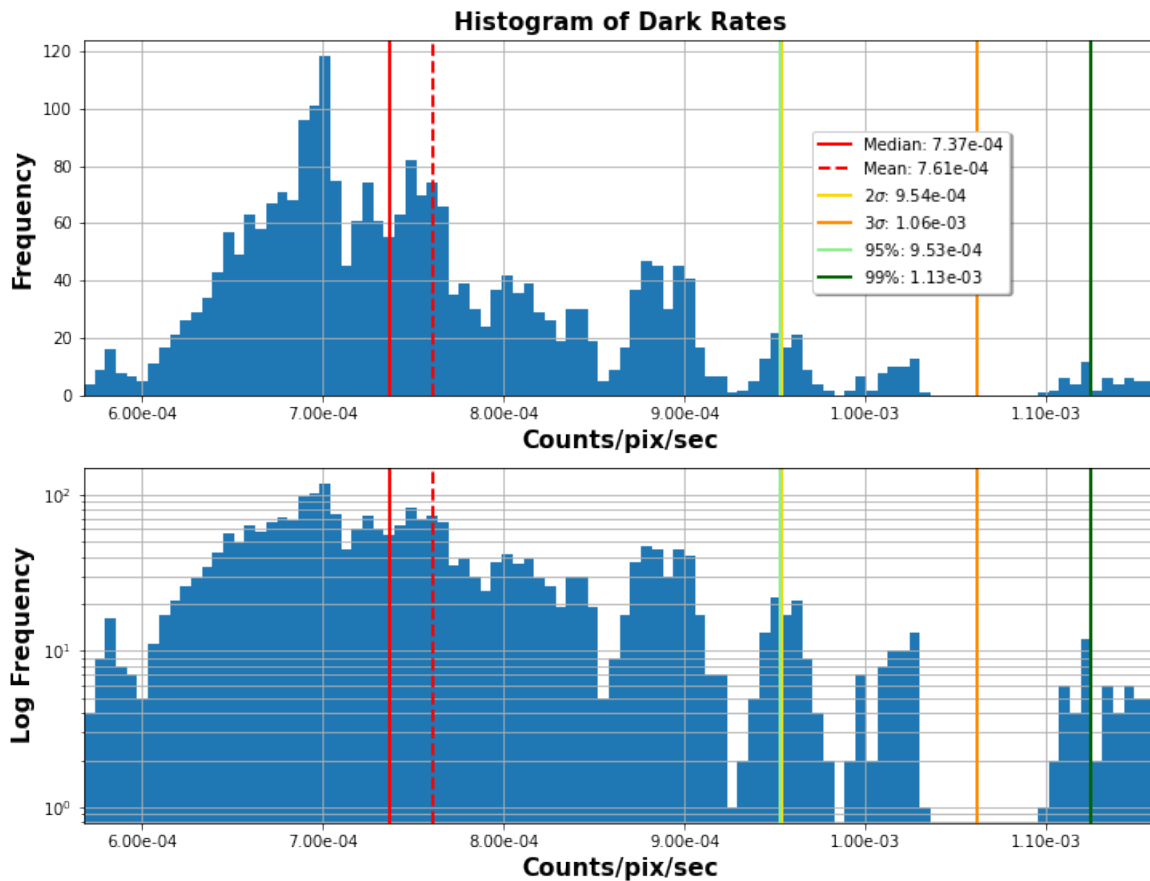 Histogram of Dark Rates
120
100
80
60
40
20
0
Frequency
Median: 7.37e-04
Mean: 7.61e-04
2σ: 9.54e-04
3σ: 1.06e-03
95%: 9.53e-04
99%: 1.13e-03
6.00e-04 7.00e-04 8.00e-04 9.00e-04 1.00e-03 1.10e-03
Counts/pix/sec
10²
10¹
10⁰
Log Frequency
6.00e-04 7.00e-04 8.00e-04 9.00e-04 1.00e-03 1.10e-03
Counts/pix/sec